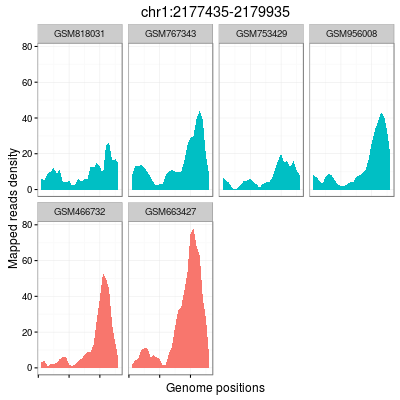 chr1:2177435-2179935
GSM818031 GSM767343 GSM753429 GSM956008
80
60
40
20
0
GSM466732 GSM663427
80
60
40
20
0
Mapped reads density
Genome positions